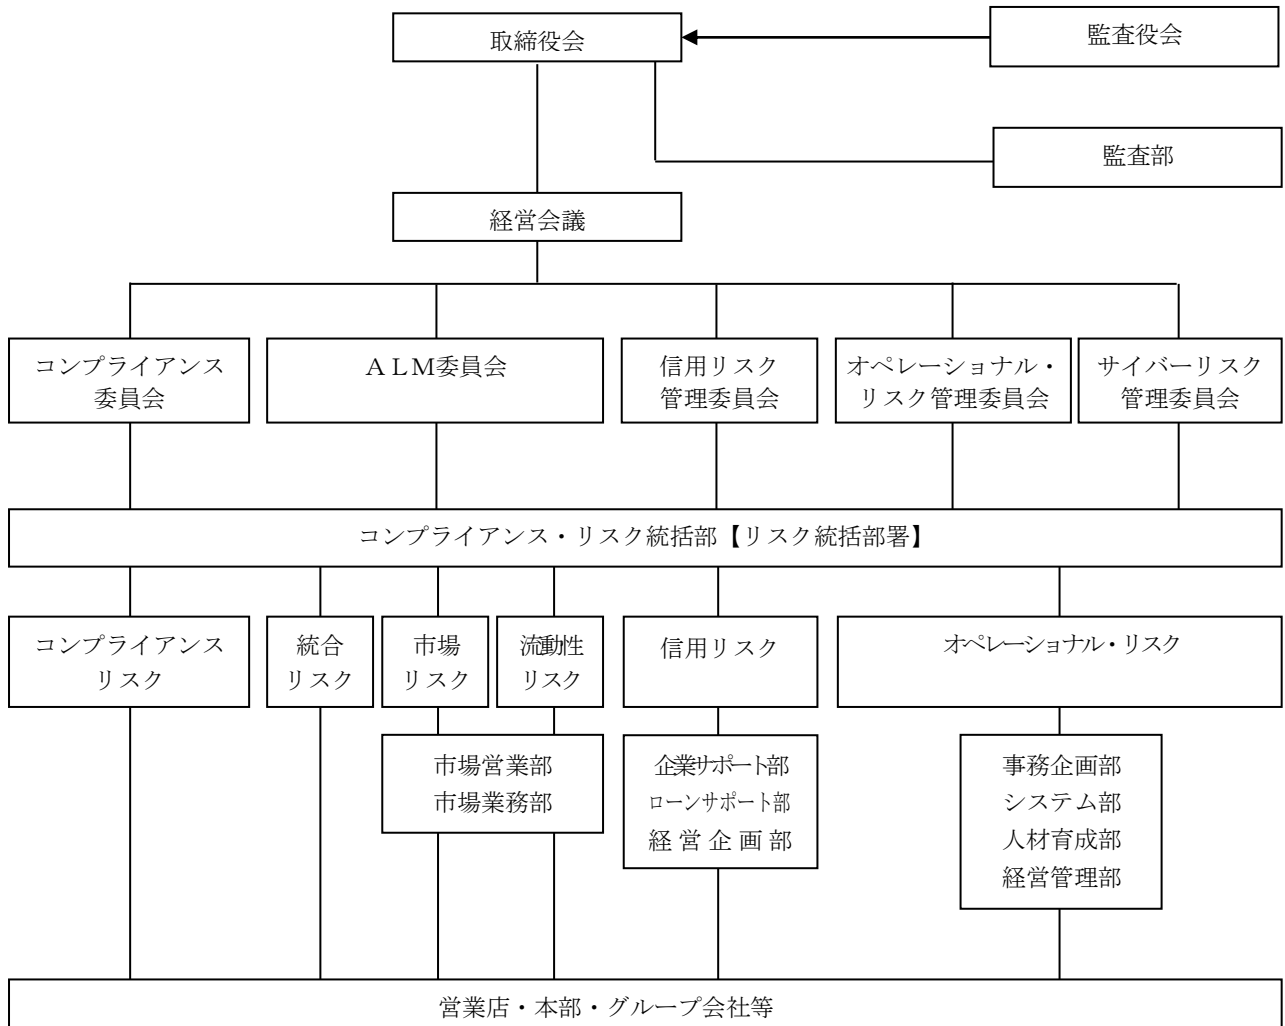 取締役会
監査役会
監査部
経営会議
コンプライアンス
委員会
ＡＬＭ委員会
信用リスク
管理委員会
オペレーショナル・
リスク管理委員会
サイバーリスク
管理委員会
コンプライアンス・リスク統括部【リスク統括部署】
コンプライアンス
リスク
統合
リスク
市場
リスク
流動性
リスク
信用リスク
オペレーショナル・リスク
市場営業部
市場業務部
企業サポート部
ローンサポート部
経営企画部
事務企画部
システム部
人材育成部
経営管理部
営業店・本部・グループ会社等